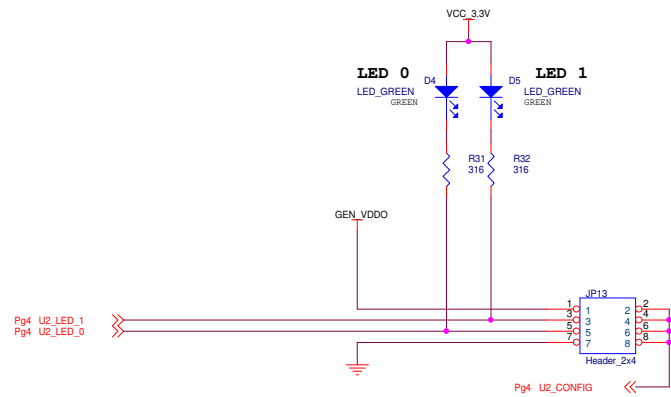 VCC_3.3V
LED 0
D4
D5
LED 1
LED_GREEN
LED_GREEN
GREEN
GREEN
R31
R32
316
316
GEN_VDDO
JP13
1 1 2 2
Pg4 U2_LED_1
3 3 4 4
Pg4 U2_LED_0
5 5 6 6
7 7 8 8
Header_2x4
Pg4 U2_CONFIG